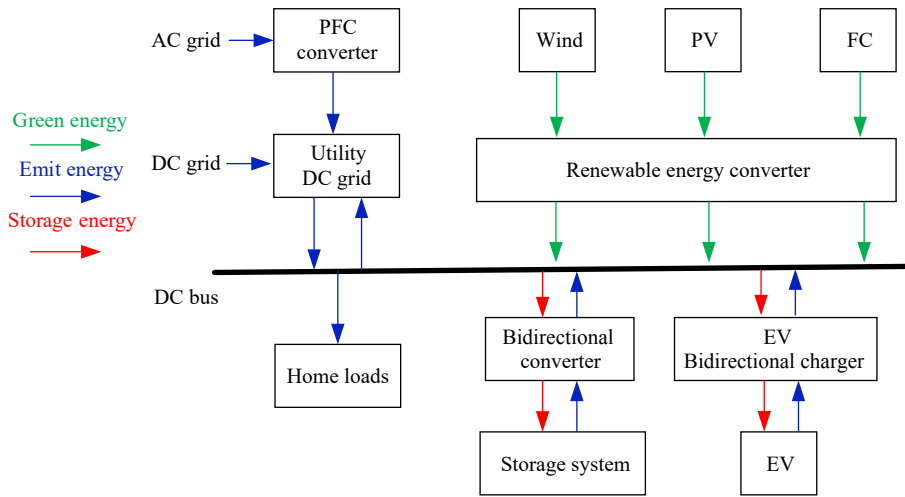 AC grid
PFC
converter
Wind
PV
FC
Green energy
Emit energy
Storage energy
DC grid
Utility
DC grid
Renewable energy converter
DC bus
Home loads
Bidirectional
converter
EV
Bidirectional charger
Storage system
EV